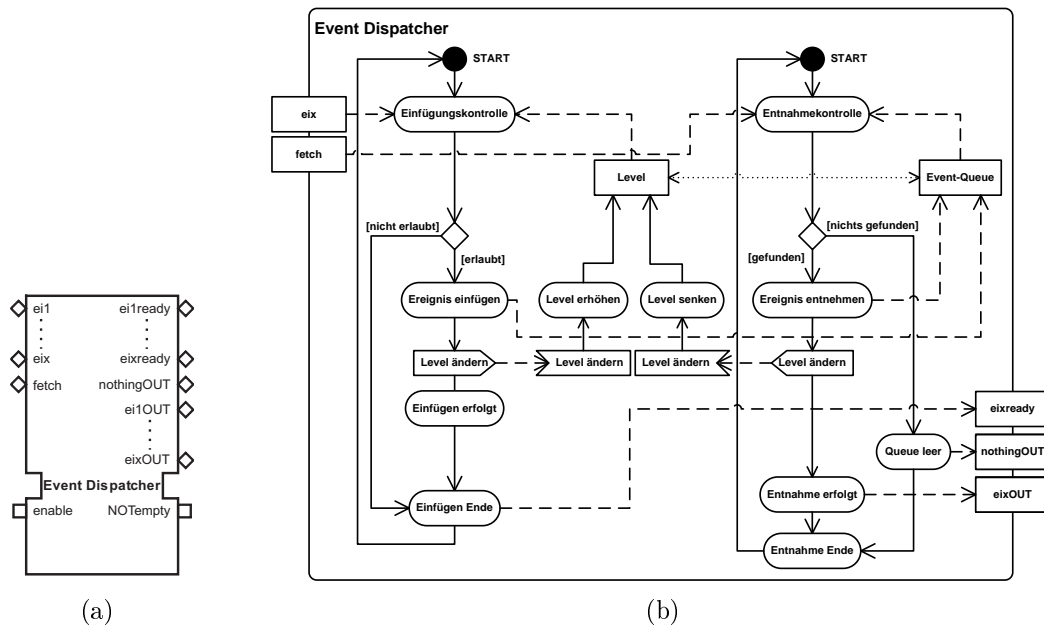 Event Dispatcher
START
START
eix
Einfügungskontrolle
Entnahmekontrolle
fetch
Level
Event-Queue
[nicht erlaubt]
[nichts gefunden]
[erlaubt]
[gefunden]
Ereignis einfügen
Level erhöhen
Level senken
Ereignis entnehmen
Level ändern
Level ändern
Level ändern
Level ändern
Einfügen erfolgt
eixready
Queue leer
nothingOUT
Entnahme erfolgt
eixOUT
Einfügen Ende
Entnahme Ende
ei1
ei1ready
eix
eixready
fetch
nothingOUT
ei1OUT
eixOUT
Event Dispatcher
enable
NOTempty
(a)
(b)